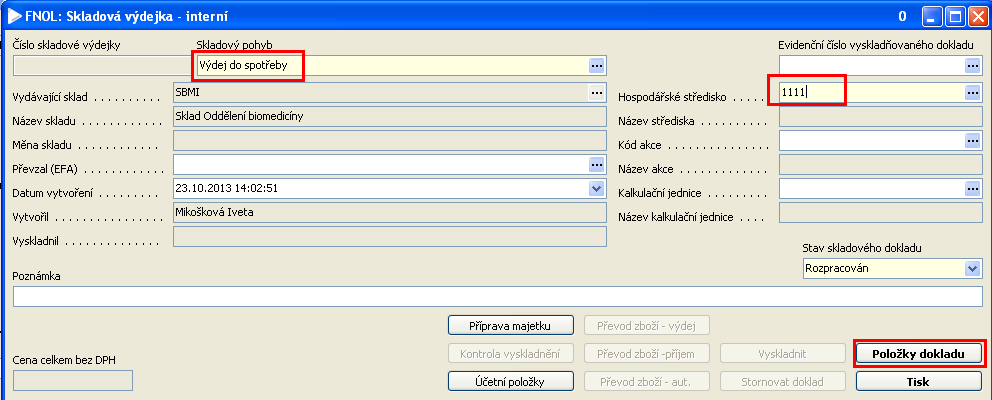 FNOL: Skladová výdejka - interní 0
Číslo skladové výdejky Skladový pohyb Evidenční číslo vyskladňovaného dokladu
Výdej do spotřeby ...
...
Vydávající sklad . . . . . . . . . . SBMI ... Hospodářské středisko . . . . . 1111 ...
Název skladu . . . . . . . . . . . . . Sklad Oddělení biomedicíny Název střediska . . . . . . . . . .
Měna skladu . . . . . . . . . . . . . Kód akce . . . . . . . . . . . . . . . ...
Převzal (EFA) . . . . . . . . . . . . ... Název akce . . . . . . . . . . . . .
Datum vytvoření . . . . . . . . . . 23.10.2013 14:02:51 Kalkulační jednice . . . . . . . . ...
Vytvořil . . . . . . . . . . . . . . . . Mikošková Iveta Název kalkulační jednice . . . .
Vyskladnil . . . . . . . . . . . . . .
Stav skladového dokladu
Rozpracován
Poznámka
Příprava majetku Převod zboží - výdej
Cena celkem bez DPH Kontrola vyskladnění Převod zboží -příjem Vyskladnit Položky dokladu
Účetní položky Převod zboží - aut. Stornovat doklad Tisk